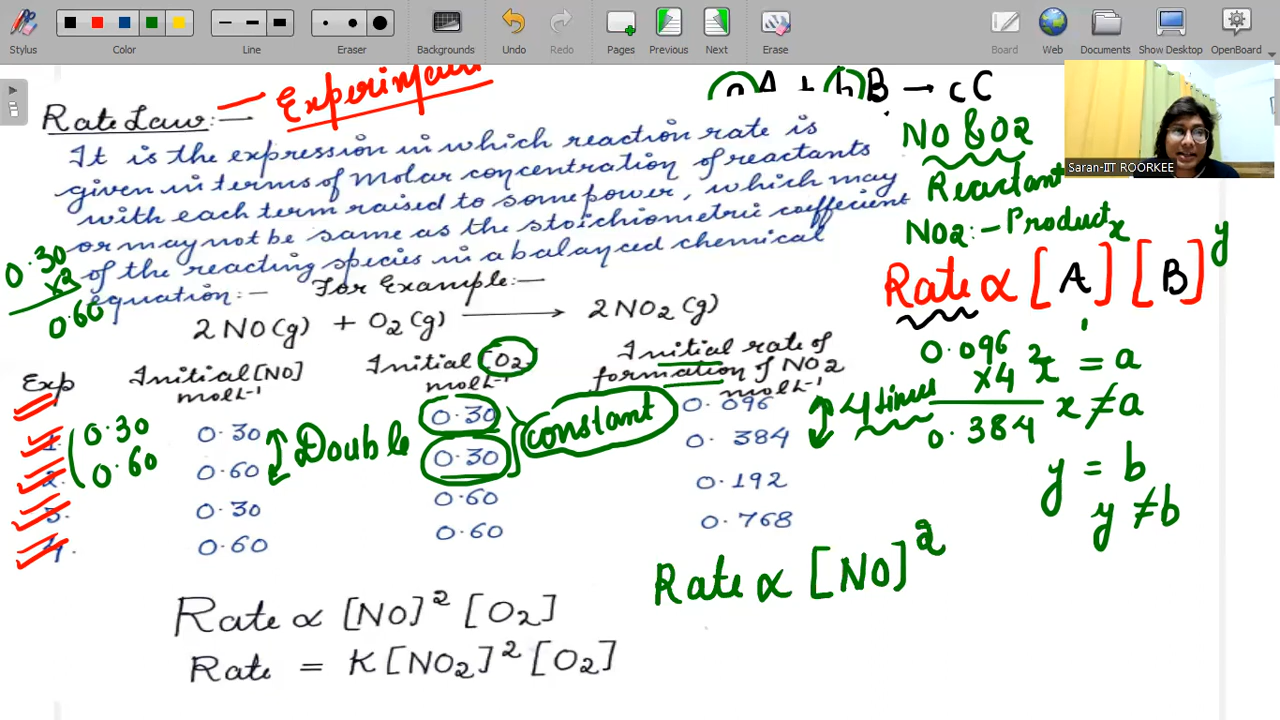 Stylus Color Line Eraser Backgrounds Undo Redo Pages Previous Next Erase Board Web Documents Show Desktop OpenBoard
Saran-IIT ROORKEE
Rate Law:— — Experimen
aA + bB → cC
It is the expression in which reaction rate is
given in terms of Molar concentration of reactants
with each term raised to some power, which may
or may not be same as the stoichiometric coefficient
of the reacting species in a balanced chemical
equation:— For Example:—
NO & O2
Reactant
NO2:— Product
Rate ∝ [A]^x [B]^y
0.30
×2
0.60
2NO(g) + O2(g) → 2NO2(g)
Exp Initial [NO] mol L⁻¹ Initial [O2] mol L⁻¹ Initial rate of formation of NO2 mol L⁻¹
1. 0.30 0.30 0.096
2. 0.60 0.30 0.384
3. 0.30 0.60 0.192
4. 0.60 0.60 0.768
0.30
0.60
Double
constant
4 times
0.096
×4
0.384
x = a
x ≠ a
y = b
y ≠ b
Rate ∝ [NO]²
Rate ∝ [NO]² [O2]
Rate = K [NO2]² [O2]